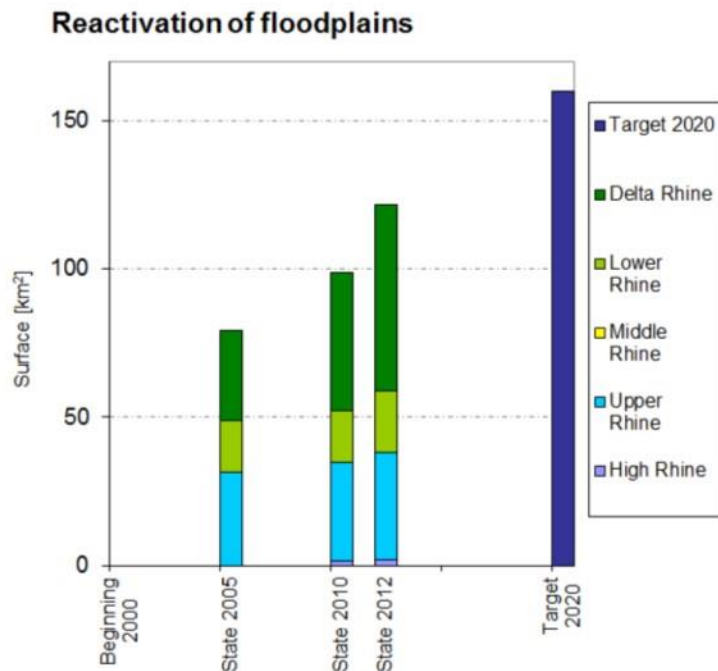 Reactivation of floodplains
150
100
50
0
Surface [km²]
Beginning
2000
State 2005
State 2010
State 2012
Target
2020
Target 2020
Delta Rhine
Lower
Rhine
Middle
Rhine
Upper
Rhine
High Rhine